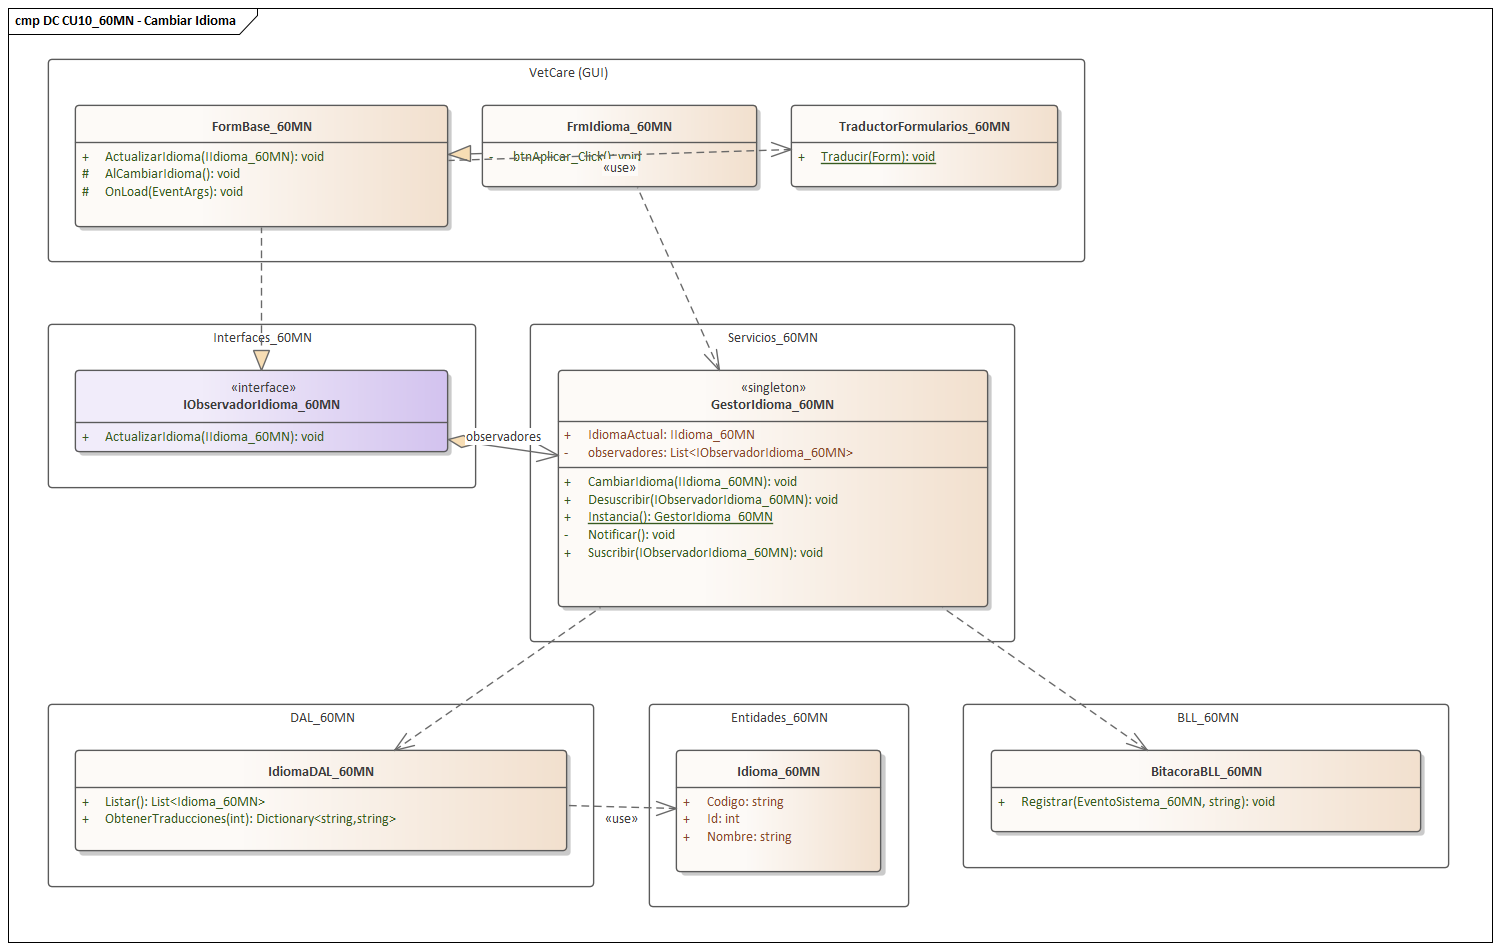 cmp DC CU10_60MN - Cambiar Idioma
VetCare (GUI)
FormBase_60MN
+ ActualizarIdioma(IIdioma_60MN): void
# AlCambiarIdioma(): void
# OnLoad(EventArgs): void
FrmIdioma_60MN
- btnAplicar_Click(): void
«use»
TraductorFormularios_60MN
+ Traducir(Form): void
Interfaces_60MN
«interface»
IObservadorIdioma_60MN
+ ActualizarIdioma(IIdioma_60MN): void
observadores
Servicios_60MN
«singleton»
GestorIdioma_60MN
+ IdiomaActual: IIdioma_60MN
- observadores: List<IObservadorIdioma_60MN>
+ CambiarIdioma(IIdioma_60MN): void
+ Desuscribir(IObservadorIdioma_60MN): void
+ Instancia(): GestorIdioma_60MN
- Notificar(): void
+ Suscribir(IObservadorIdioma_60MN): void
DAL_60MN
IdiomaDAL_60MN
+ Listar(): List<Idioma_60MN>
+ ObtenerTraducciones(int): Dictionary<string,string>
«use»
Entidades_60MN
Idioma_60MN
+ Codigo: string
+ Id: int
+ Nombre: string
BLL_60MN
BitacoraBLL_60MN
+ Registrar(EventoSistema_60MN, string): void